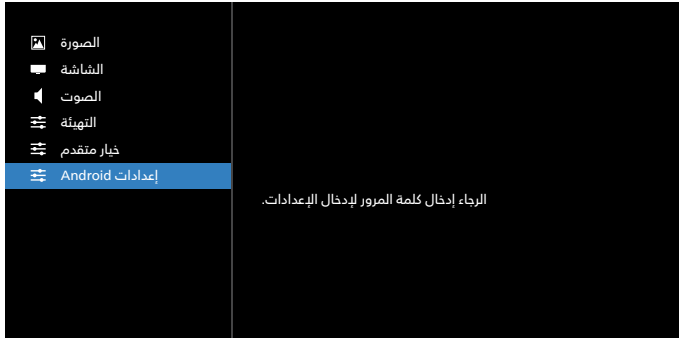 الصورة
الشاشة
الصوت
التهيئة
خيار متقدم
إعدادات Android
الرجاء إدخال كلمة المرور لإدخال الإعدادات.